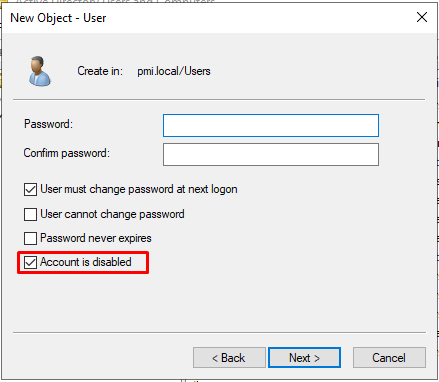 New Object - User
Create in: pmi.local/Users
Password:
Confirm password:
User must change password at next logon
User cannot change password
Password never expires
Account is disabled
< Back Next > Cancel